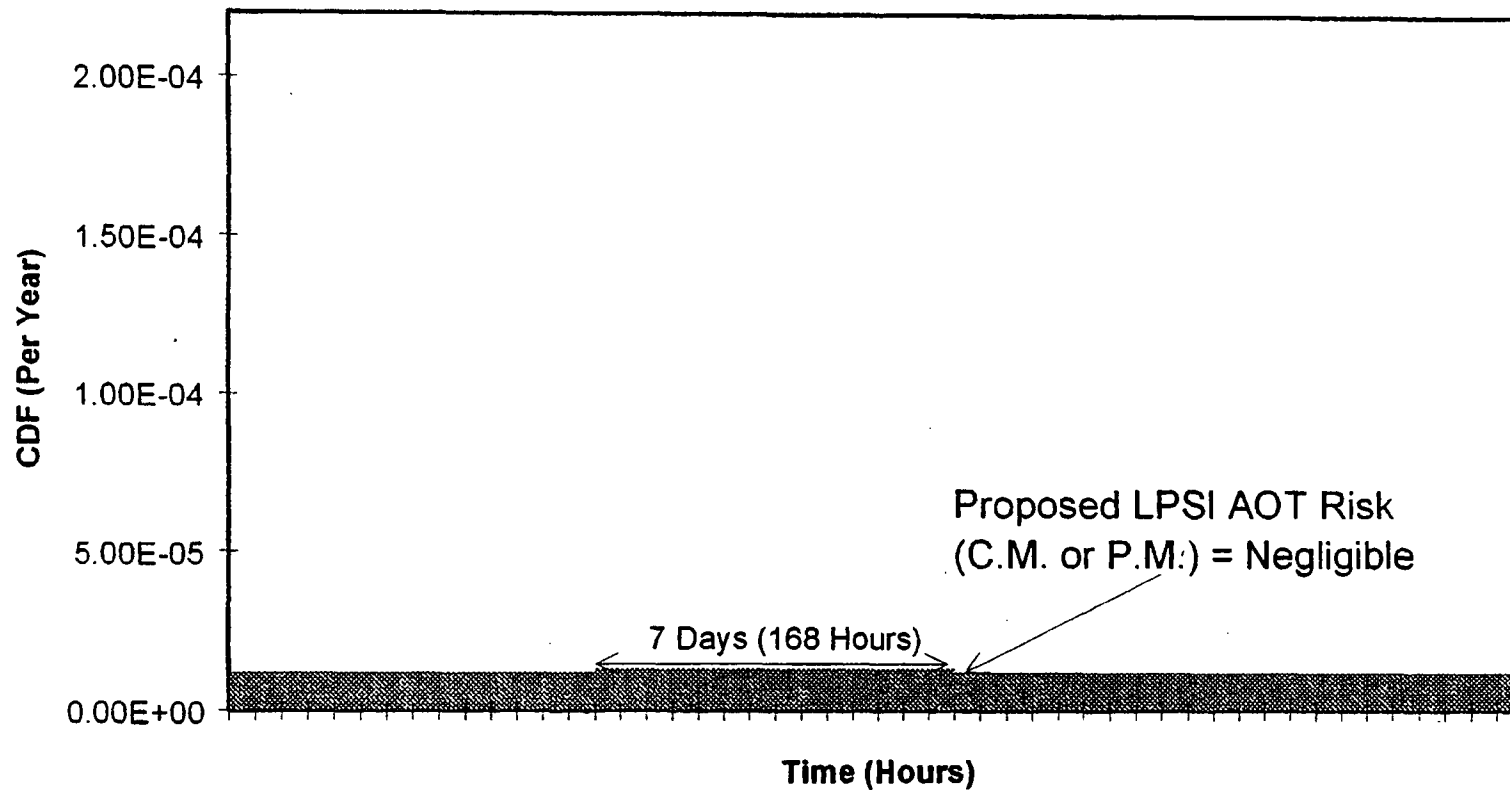 2.00E-04
1.50E-04
1.00E-04
5.00E-05
0.00E+00
CDF (Per Year)
Proposed LPSI AOT Risk
(C.M. or P.M.) = Negligible
7 Days (168 Hours)
Time (Hours)